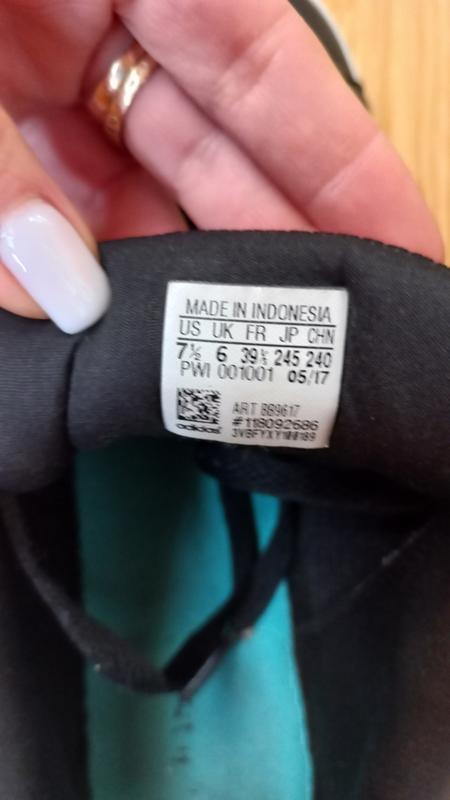 MADE IN INDONESIA
US UK FR JP CHN
7½ 6 39⅓ 245 240
PWI 001001 05/17
adidas
ART BB9617
#118092686